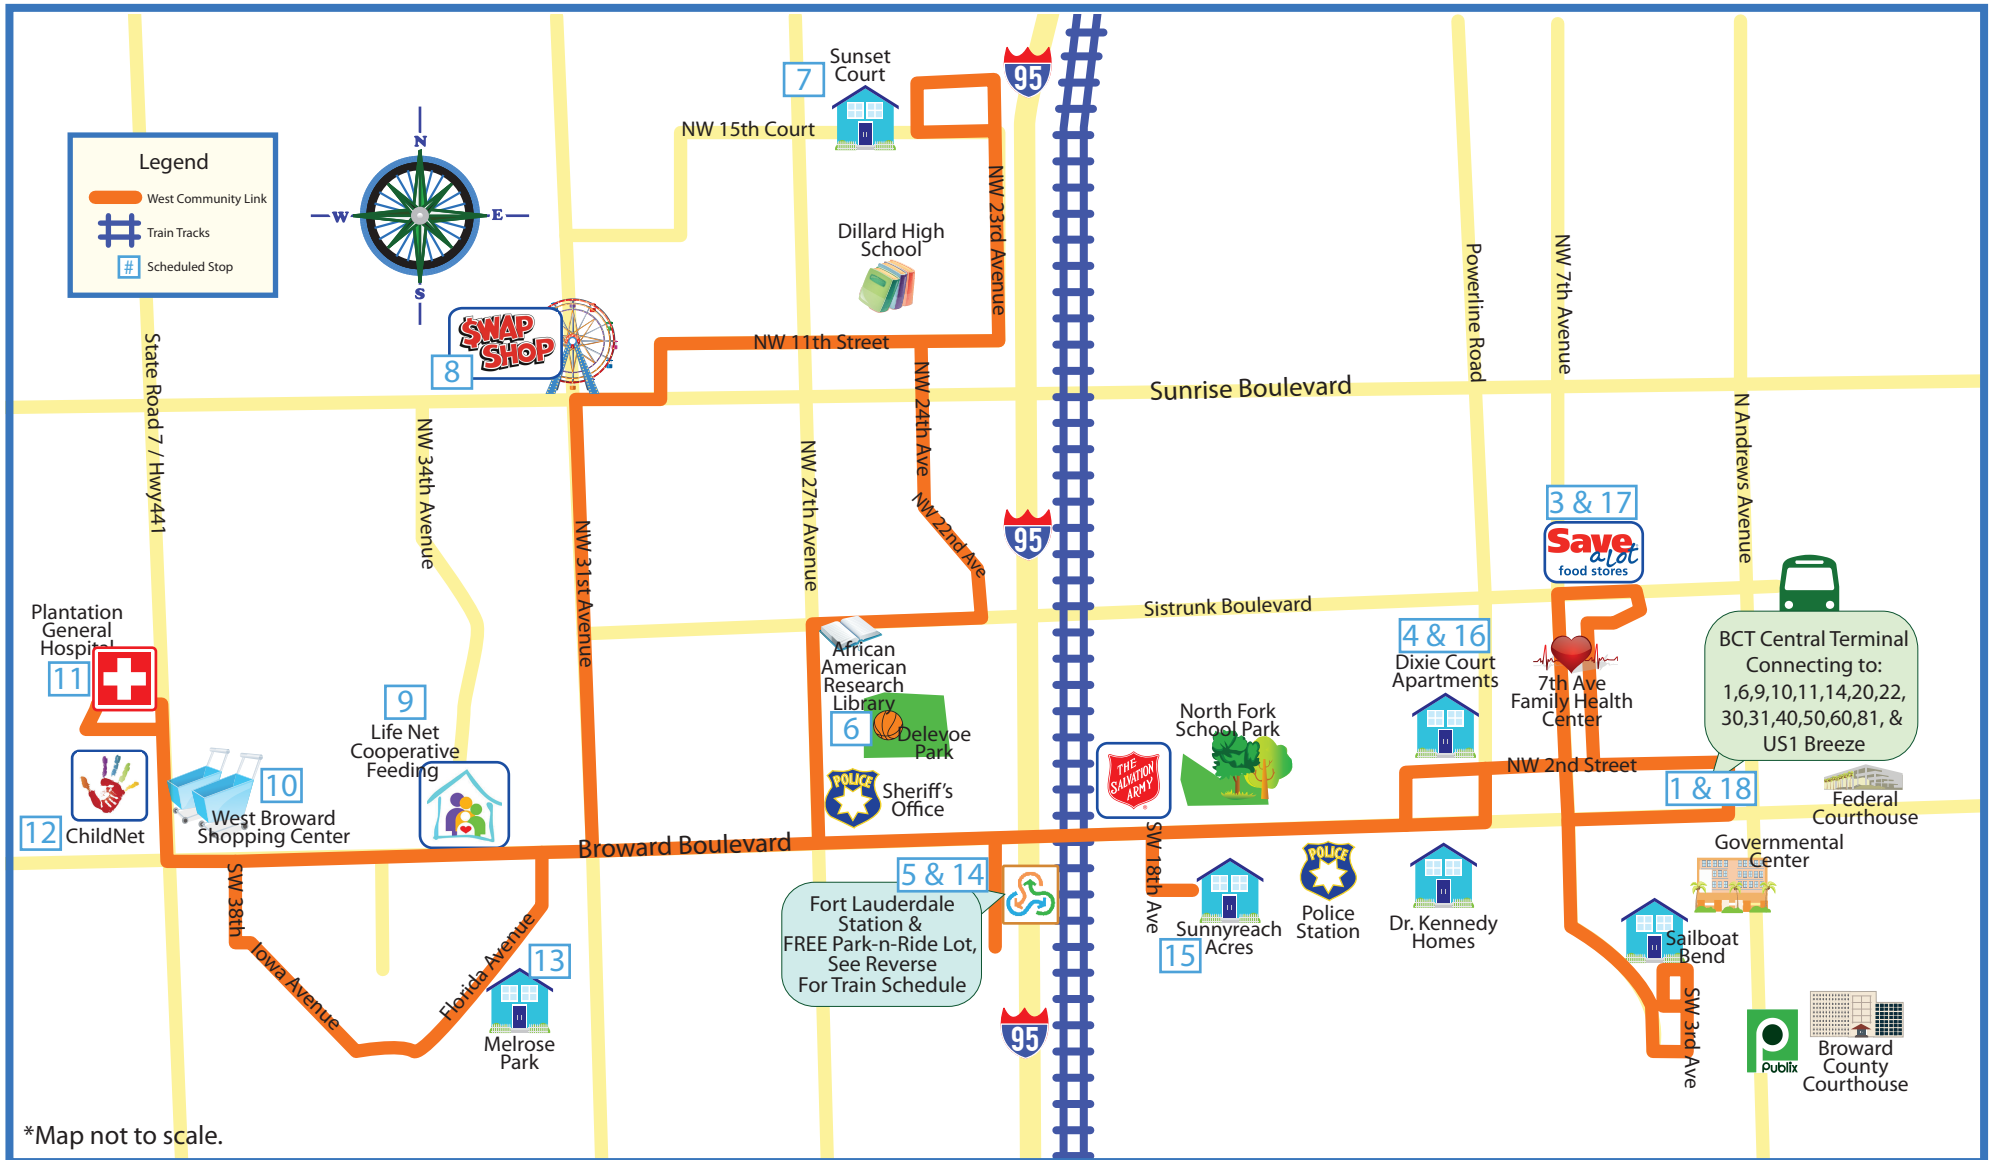 Legend
West Community Link
Train Tracks
# Scheduled Stop
N
W
E
S
7
Sunset
Court
NW 15th Court
95
NW 23rd Avenue
Dillard High
School
SWAP
SHOP
8
NW 11th Street
NW 24th Ave
NW 22nd Ave
Sunrise Boulevard
State Road 7 / Hwy441
NW 34th Avenue
NW 31st Avenue
NW 27th Avenue
95
Powerline Road
NW 7th Avenue
N Andrews Avenue
3 & 17
Save
a lot
food stores
Sistrunk Boulevard
Plantation
General
Hospital
11
9
Life Net
Cooperative
Feeding
African
American
Research
Library
6
Delevoe
Park
POLICE
Sheriff's
Office
4 & 16
Dixie Court
Apartments
7th Ave
Family Health
Center
BCT Central Terminal
Connecting to:
1,6,9,10,11,14,20,22,
30,31,40,50,60,81, &
US1 Breeze
North Fork
School Park
THE
SALVATION
ARMY
NW 2nd Street
1 & 18
Federal
Courthouse
12 ChildNet
10
West Broward
Shopping Center
Broward Boulevard
SW 38th
Iowa Avenue
Florida Avenue
13
Melrose
Park
5 & 14
Fort Lauderdale
Station &
FREE Park-n-Ride Lot,
See Reverse
For Train Schedule
95
SW 18th Ave
Sunnyreach
Acres
15
POLICE
Police
Station
Dr. Kennedy
Homes
Governmental
Center
Sailboat
Bend
SW 3rd Ave
Publix
Broward
County
Courthouse
*Map not to scale.